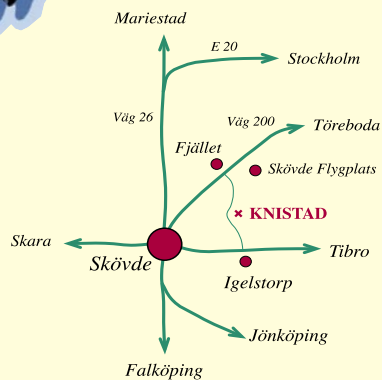 Mariestad
E 20
Stockholm
Väg 26
Väg 200
Töreboda
Fjället
Skövde Flygplats
KNISTAD
Skara
Skövde
Tibro
Igelstorp
Jönköping
Falköping